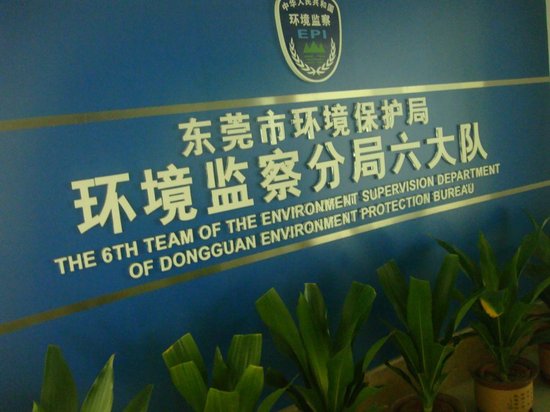 中华人民共和国
环境监察
EPI
东莞市环境保护局
环境监察分局六大队
THE 6TH TEAM OF THE ENVIRONMENT SUPERVISION DEPARTMENT
OF DONGGUAN ENVIRONMENT PROTECTION BUREAU